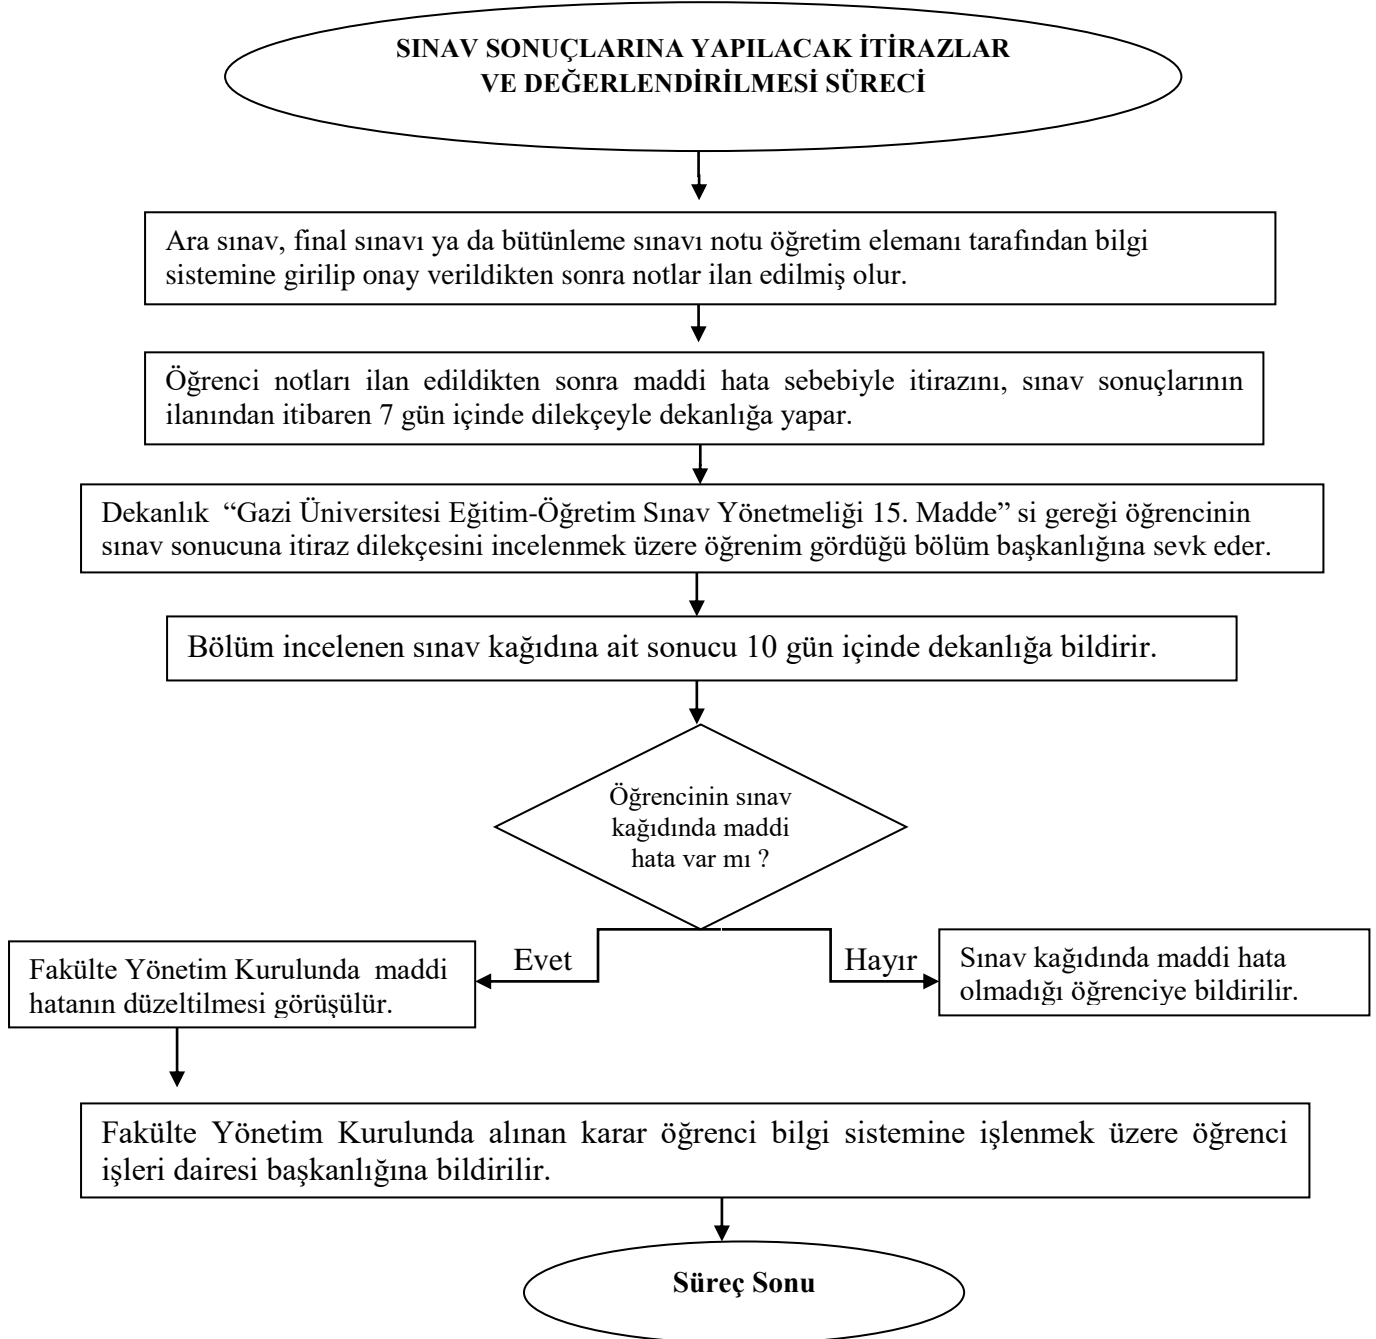 SINAV SONUÇLARINA YAPILACAK İTİRAZLAR
VE DEĞERLENDİRİLMESİ SÜRECİ
Ara sınav, final sınavı ya da bütünleme sınavı notu öğretim elemanı tarafından bilgi
sistemine girilip onay verildikten sonra notlar ilan edilmiş olur.
Öğrenci notları ilan edildikten sonra maddi hata sebebiyle itirazını, sınav sonuçlarının
ilanından itibaren 7 gün içinde dilekçeyle dekanlığa yapar.
Dekanlık “Gazi Üniversitesi Eğitim-Öğretim Sınav Yönetmeliği 15. Madde” si gereği öğrencinin
sınav sonucuna itiraz dilekçesini incelenmek üzere öğrenim gördüğü bölüm başkanlığına sevk eder.
Bölüm incelenen sınav kağıdına ait sonucu 10 gün içinde dekanlığa bildirir.
Öğrencinin sınav
kağıdında maddi
hata var mı ?
Evet
Hayır
Fakülte Yönetim Kurulunda maddi
hatanın düzeltilmesi görüşülür.
Sınav kağıdında maddi hata
olmadığı öğrenciye bildirilir.
Fakülte Yönetim Kurulunda alınan karar öğrenci bilgi sistemine işlenmek üzere öğrenci
işleri dairesi başkanlığına bildirilir.
Süreç Sonu